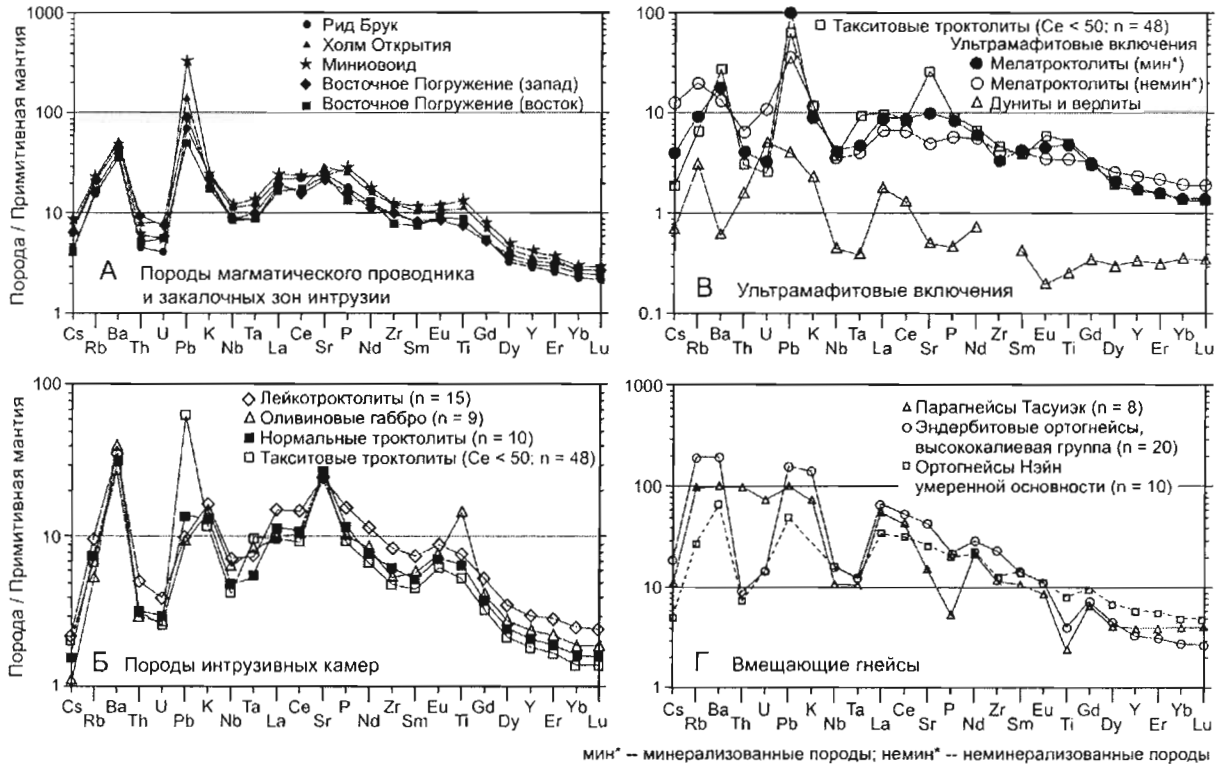 Порода / Примитивная мантия
1000
100
10
1
Рид Брук
Холм Открытия
Миниовоид
Восточное Погружение (запад)
Восточное Погружение (восток)
А Породы магматического проводника
и закалочных зон интрузии
Cs Rb Ba Th U Pb K Nb Ta La Ce Sr P Nd Zr Sm Eu Ti Gd Dy Y Er Yb Lu
100
10
1
0.1
Такситовые троктолиты (Ce < 50; n = 48)
Ультрамафитовые включения
Мелатроктолиты (мин*)
Мелатроктолиты (немин*)
Дуниты и верлиты
В Ультрамафитовые включения
Cs Rb Ba Th U Pb K Nb Ta La Ce Sr P Nd Zr Sm Eu Ti Gd Dy Y Er Yb Lu
Порода / Примитивная мантия
100
10
1
Лейкотроктолиты (n = 15)
Оливиновые габбро (n = 9)
Нормальные троктолиты (n = 10)
Такситовые троктолиты (Ce < 50; n = 48)
Б Породы интрузивных камер
Cs Rb Ba Th U Pb K Nb Ta La Ce Sr P Nd Zr Sm Eu Ti Gd Dy Y Er Yb Lu
1000
100
10
1
Парагнейсы Тасуиэк (n = 8)
Эндербитовые ортогнейсы,
высококалиевая группа (n = 20)
Ортогнейсы Нэйн
умеренной основности (n = 10)
Г Вмещающие гнейсы
Cs Rb Ba Th U Pb K Nb Ta La Ce Sr P Nd Zr Sm Eu Ti Gd Dy Y Er Yb Lu
мин* -- минерализованные породы; немин* -- неминерализованные породы